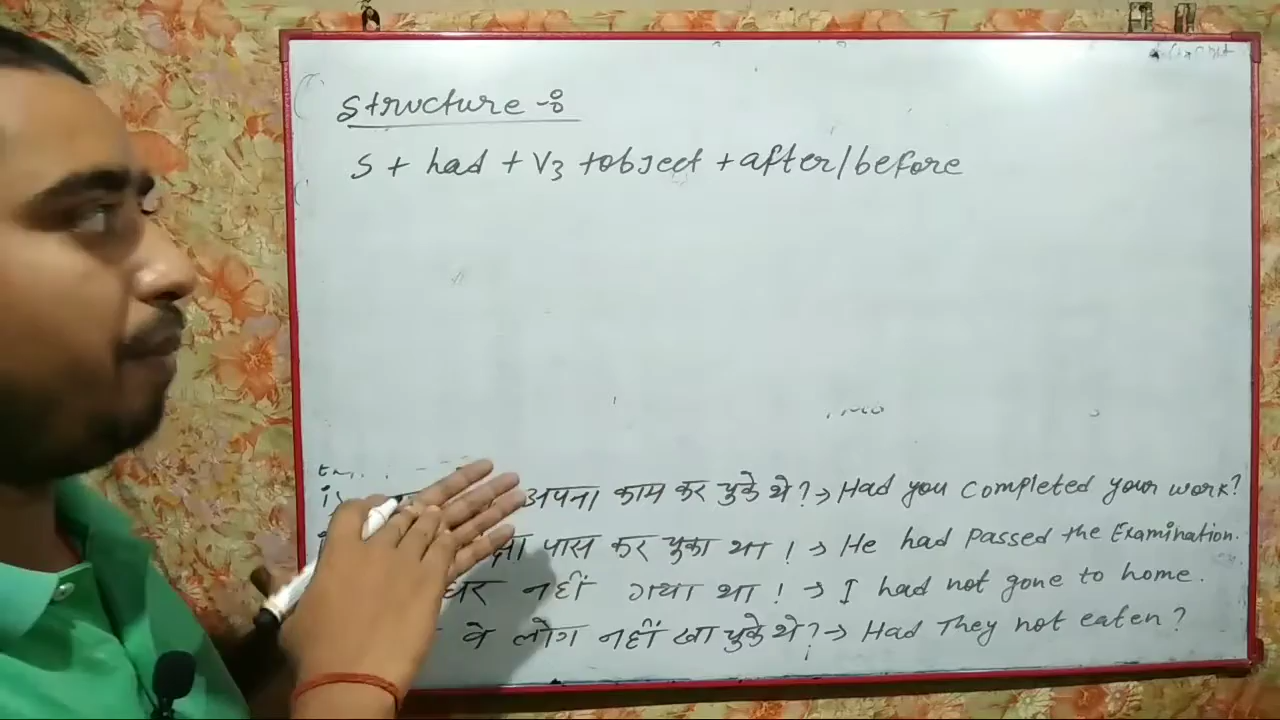 Structure :-
S + had + V3 + object + after/before
अपना काम कर चुके थे? → Had you completed your work?
पास कर चुका था ! → He had passed the Examination.
घर नहीं गया था ! → I had not gone to home.
वे लोग नहीं खा चुके थे? → Had They not eaten ?